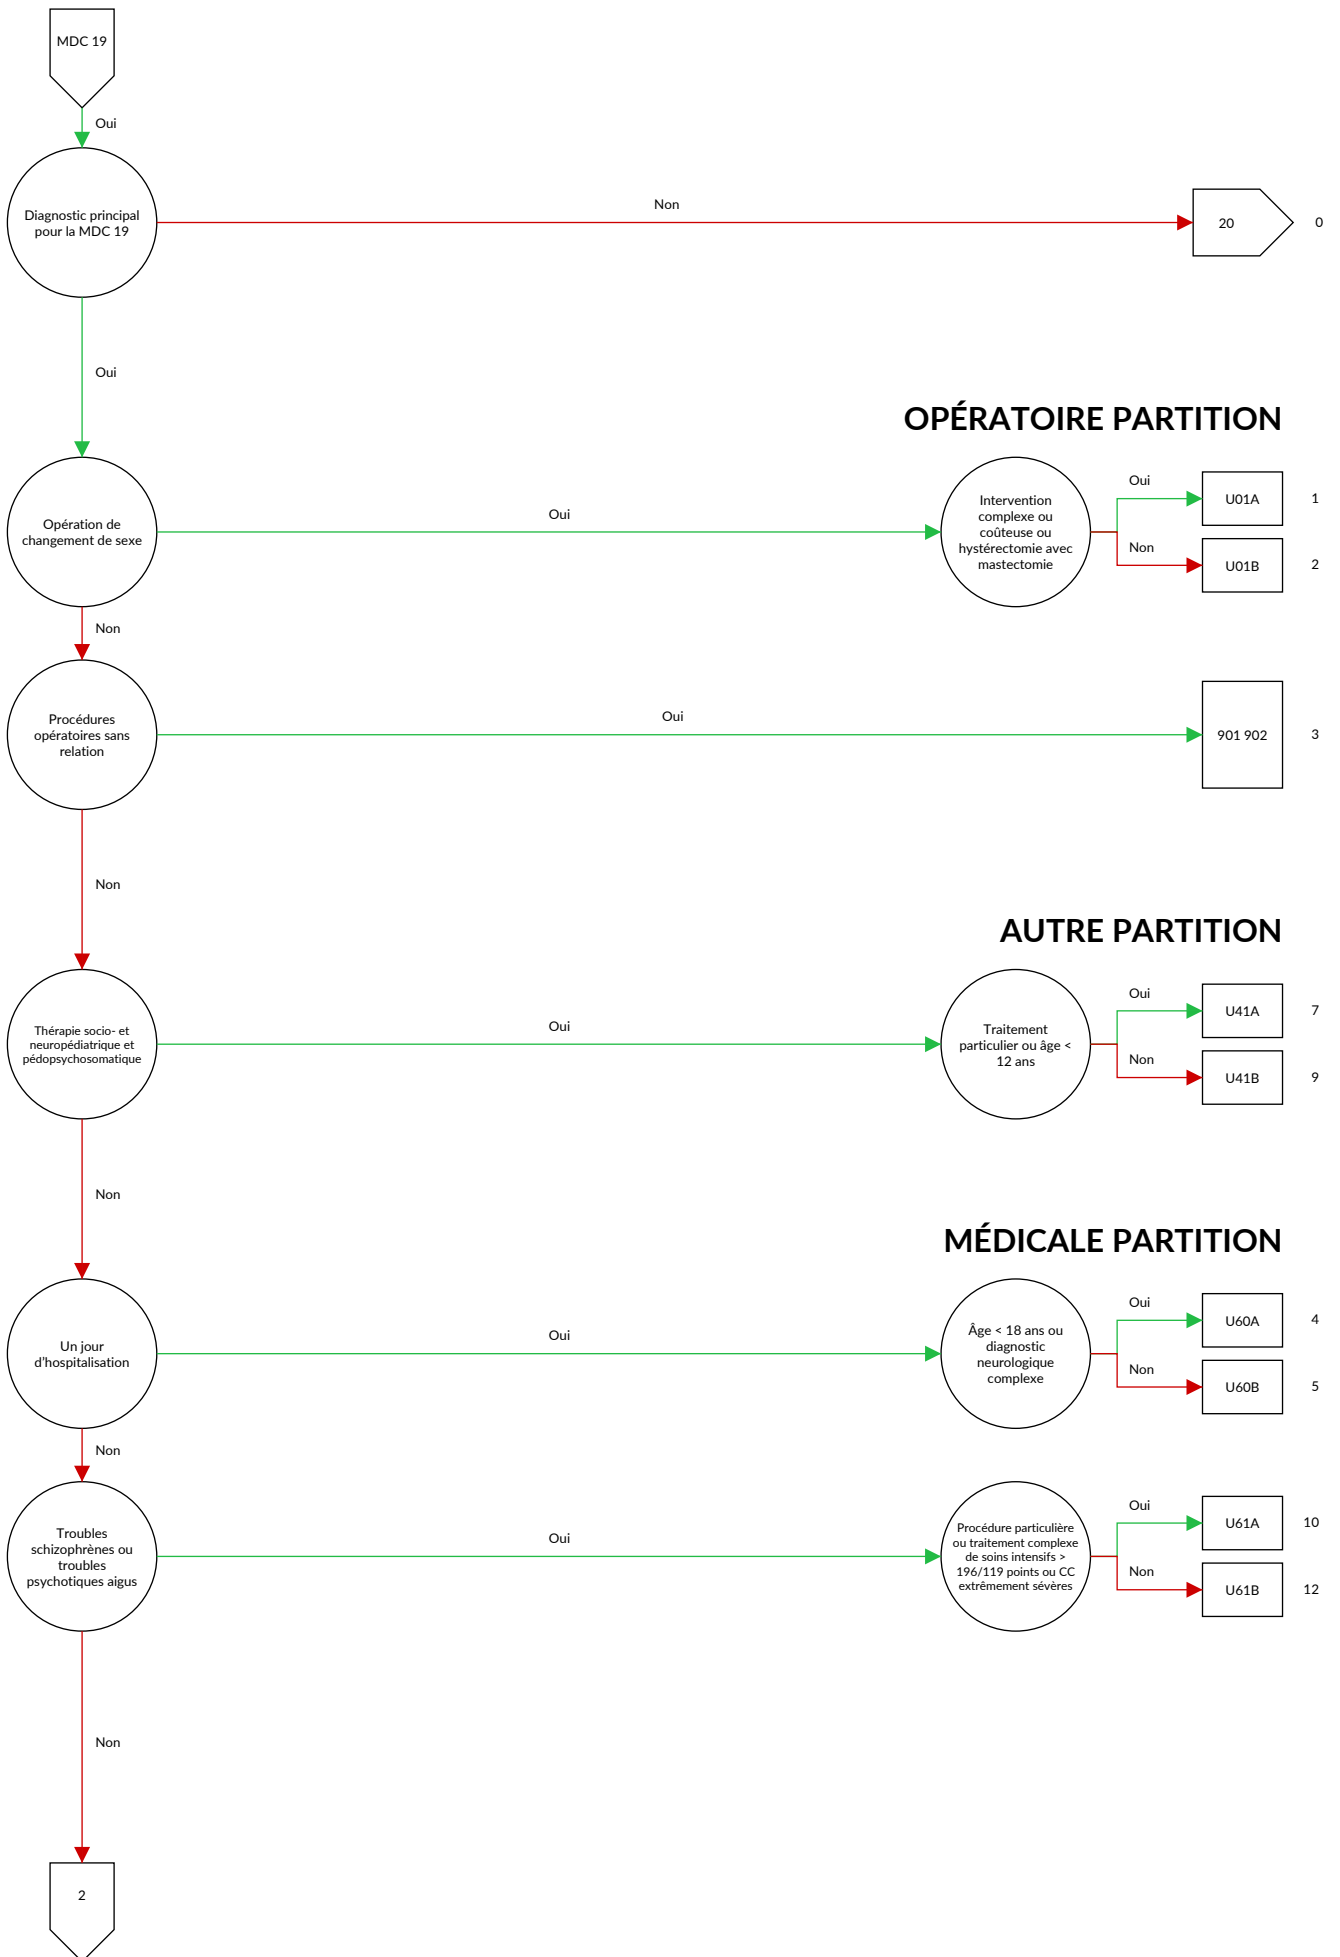 MDC 19
Oui
Diagnostic principal
pour la MDC 19
Non
20
0
Oui
OPÉRATOIRE PARTITION
Opération de
changement de sexe
Oui
Intervention
complexe ou
coûteuse ou
hystérectomie avec
mastectomie
Oui
U01A
1
Non
U01B
2
Non
Procédures
opératoires sans
relation
Oui
901 902
3
Non
AUTRE PARTITION
Thérapie socio- et
neuropédiatrique et
pédopsychosomatique
Oui
Traitement
particulier ou âge <
12 ans
Oui
U41A
7
Non
U41B
9
Non
MÉDICALE PARTITION
Un jour
d'hospitalisation
Oui
Âge < 18 ans ou
diagnostic
neurologique
complexe
Oui
U60A
4
Non
U60B
5
Non
Troubles
schizophrènes ou
troubles
psychotiques aigus
Oui
Procédure particulière
ou traitement complexe
de soins intensifs >
196/119 points ou CC
extrêmement sévères
Oui
U61A
10
Non
U61B
12
Non
2